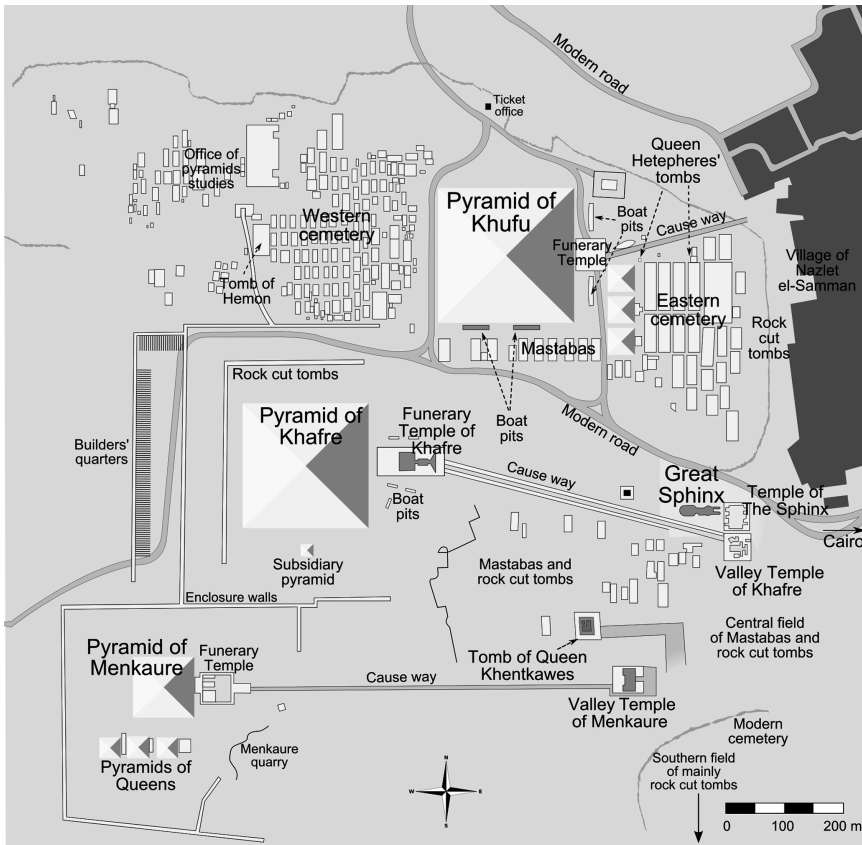 Modern road
Ticket
office
Queen
Hetepheres'
tombs
Office of
pyramids
studies
Pyramid of
Khufu
Boat
pits
Cause way
Western
cemetery
Funerary
Temple
Village of
Nazlet
el-Samman
Tomb of
Hemon
Eastern
cemetery
Rock
cut
tombs
Mastabas
Rock cut tombs
Pyramid of
Khafre
Funerary
Temple of
Khafre
Boat
pits
Modern road
Builders'
quarters
Cause way
Great
Sphinx
Temple of
The Sphinx
Boat
pits
Cairo
Subsidiary
pyramid
Mastabas and
rock cut tombs
Valley Temple
of Khafre
Enclosure walls
Central field
of Mastabas and
rock cut tombs
Pyramid of
Menkaure
Funerary
Temple
Tomb of Queen
Khentkawes
Cause way
Valley Temple
of Menkaure
Modern
cemetery
Menkaure
quarry
Pyramids of
Queens
Southern field
of mainly
rock cut tombs
N
W E
S
0 100 200 m